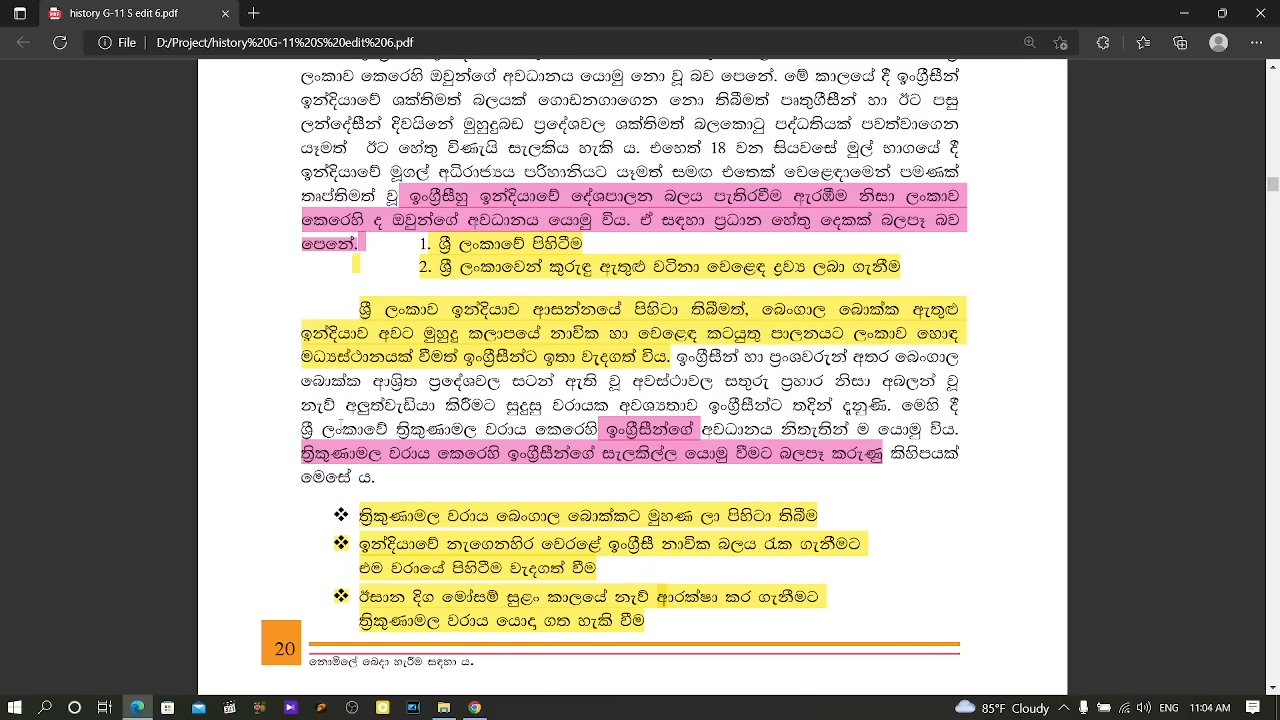 history G-11 S edit 6.pdf
File D:/Project/history%20G-11%20S%20edit%206.pdf
ලංකාව කෙරෙහි ඔවුන්ගේ අවධානය යොමු නො වූ බව පෙනේ. මේ කාලයේ දී ඉංග්‍රීසීන්
ඉන්දියාවේ ශක්තිමත් බලයක් ගොඩනගාගෙන නො තිබීමත් පෘතුගීසීන් හා ඊට පසු
ලන්දේසීන් දිවයිනේ මුහුදුබඩ ප්‍රදේශවල ශක්තිමත් බලකොටු පද්ධතියක් පවත්වාගෙන
යෑමත් ඊට හේතු විණැයි සැලකිය හැකි ය. එහෙත් 18 වන සියවසේ මුල් භාගයේ දී
ඉන්දියාවේ මූගල් අධිරාජ්‍යය පරිහානියට යෑමත් සමඟ එතෙක් වෙළෙඳාමෙන් පමණක්
තෘප්තිමත් වූ ඉංග්‍රීසිහු ඉන්දියාවේ දේශපාලන බලය පැතිරවීම ඇරඹීම නිසා ලංකාව
කෙරෙහි ද ඔවුන්ගේ අවධානය යොමු විය. ඒ සඳහා ප්‍රධාන හේතු දෙකක් බලපෑ බව
පෙනේ. 1. ශ්‍රී ලංකාවේ පිහිටීම
2. ශ්‍රී ලංකාවෙන් කුරුඳු ඇතුළු වටිනා වෙළෙඳ ද්‍රව්‍ය ලබා ගැනීම
ශ්‍රී ලංකාව ඉන්දියාව ආසන්නයේ පිහිටා තිබීමත්, බෙංගාල බොක්ක ඇතුළු
ඉන්දියාව අවට මුහුදු කලාපයේ නාවික හා වෙළෙඳ කටයුතු පාලනයට ලංකාව හොඳ
මධ්‍යස්ථානයක් වීමත් ඉංග්‍රීසීන්ට ඉතා වැදගත් විය. ඉංග්‍රීසීන් හා ප්‍රංශවරුන් අතර බෙංගාල
බොක්ක ආශ්‍රිත ප්‍රදේශවල සටන් ඇති වූ අවස්ථාවල සතුරු ප්‍රහාර නිසා අබලන් වූ
නැව් අලුත්වැඩියා කිරීමට සුදුසු වරායක අවශ්‍යතාව ඉංග්‍රීසීන්ට තදින් දැනුණි. මෙහි දී
ශ්‍රී ලංකාවේ ත්‍රිකුණාමල වරාය කෙරෙහි ඉංග්‍රීසීන්ගේ අවධානය නිතැතින් ම යොමු විය.
ත්‍රිකුණාමල වරාය කෙරෙහි ඉංග්‍රීසීන්ගේ සැලකිල්ල යොමු වීමට බලපෑ කරුණු කිහිපයක්
මෙසේ ය.
❖ ත්‍රිකුණාමල වරාය බෙංගාල බොක්කට මුහුණ ලා පිහිටා තිබීම
❖ ඉන්දියාවේ නැගෙනහිර වෙරළේ ඉංග්‍රීසි නාවික බලය රැක ගැනීමට
එම වරායේ පිහිටීම වැදගත් වීම
❖ ඊසාන දිග මෝසම් සුළං කාලයේ නැව් ආරක්ෂා කර ගැනීමට
ත්‍රිකුණාමල වරාය යොදා ගත හැකි වීම
20
නොමිලේ බෙදා හැරීම සඳහා ය.
85°F Cloudy ENG 11:04 AM